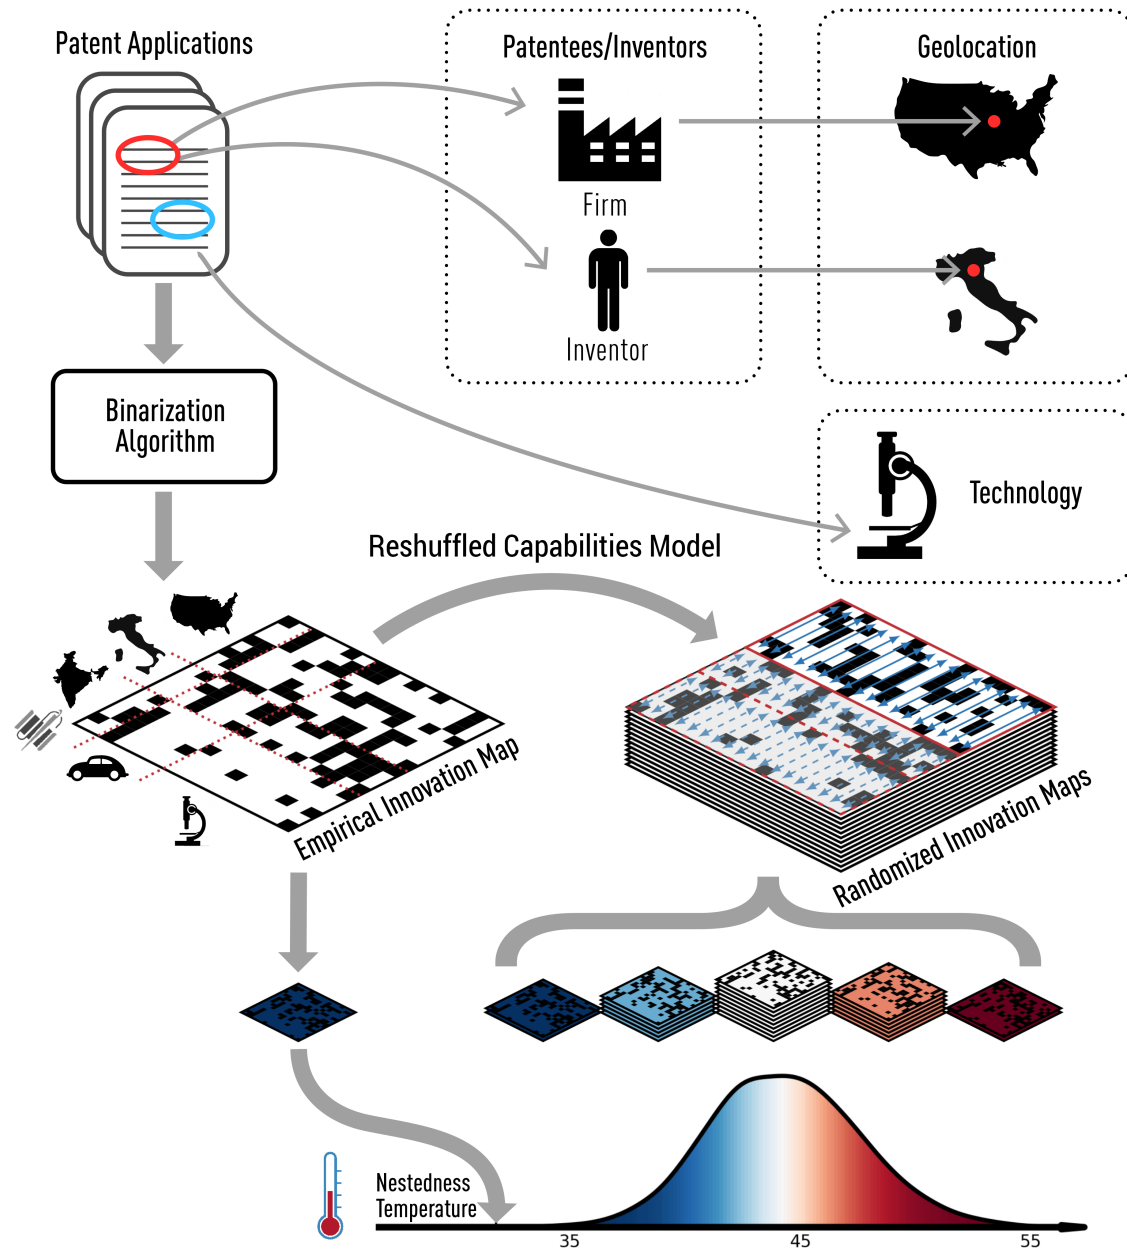 Patent Applications
Patentees/Inventors
Geolocation
Firm
Inventor
Binarization
Algorithm
Technology
Reshuffled Capabilities Model
Empirical Innovation Map
Randomized Innovation Maps
Nestedness
Temperature
35
45
55